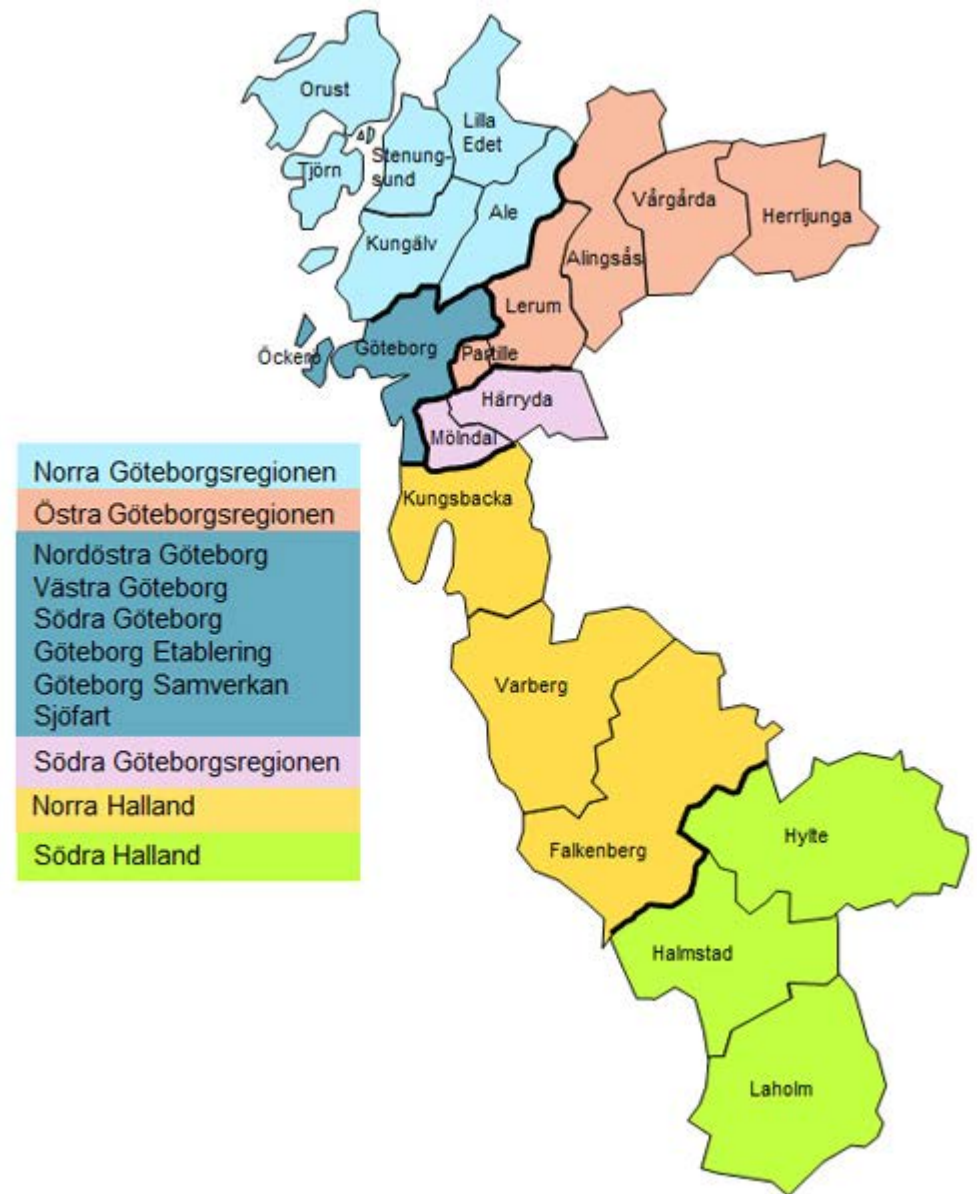 Orust
Lilla
Edet
Tjörn
Stenung-
sund
Ale
Kungälv
Vårgårda
Herrljunga
Alingsås
Lerum
Öckerö
Göteborg
Partille
Härryda
Mölndal
Kungsbacka
Norra Göteborgsregionen
Östra Göteborgsregionen
Nordöstra Göteborg
Västra Göteborg
Södra Göteborg
Göteborg Etablering
Göteborg Samverkan
Sjöfart
Södra Göteborgsregionen
Norra Halland
Södra Halland
Varberg
Falkenberg
Hylte
Halmstad
Laholm